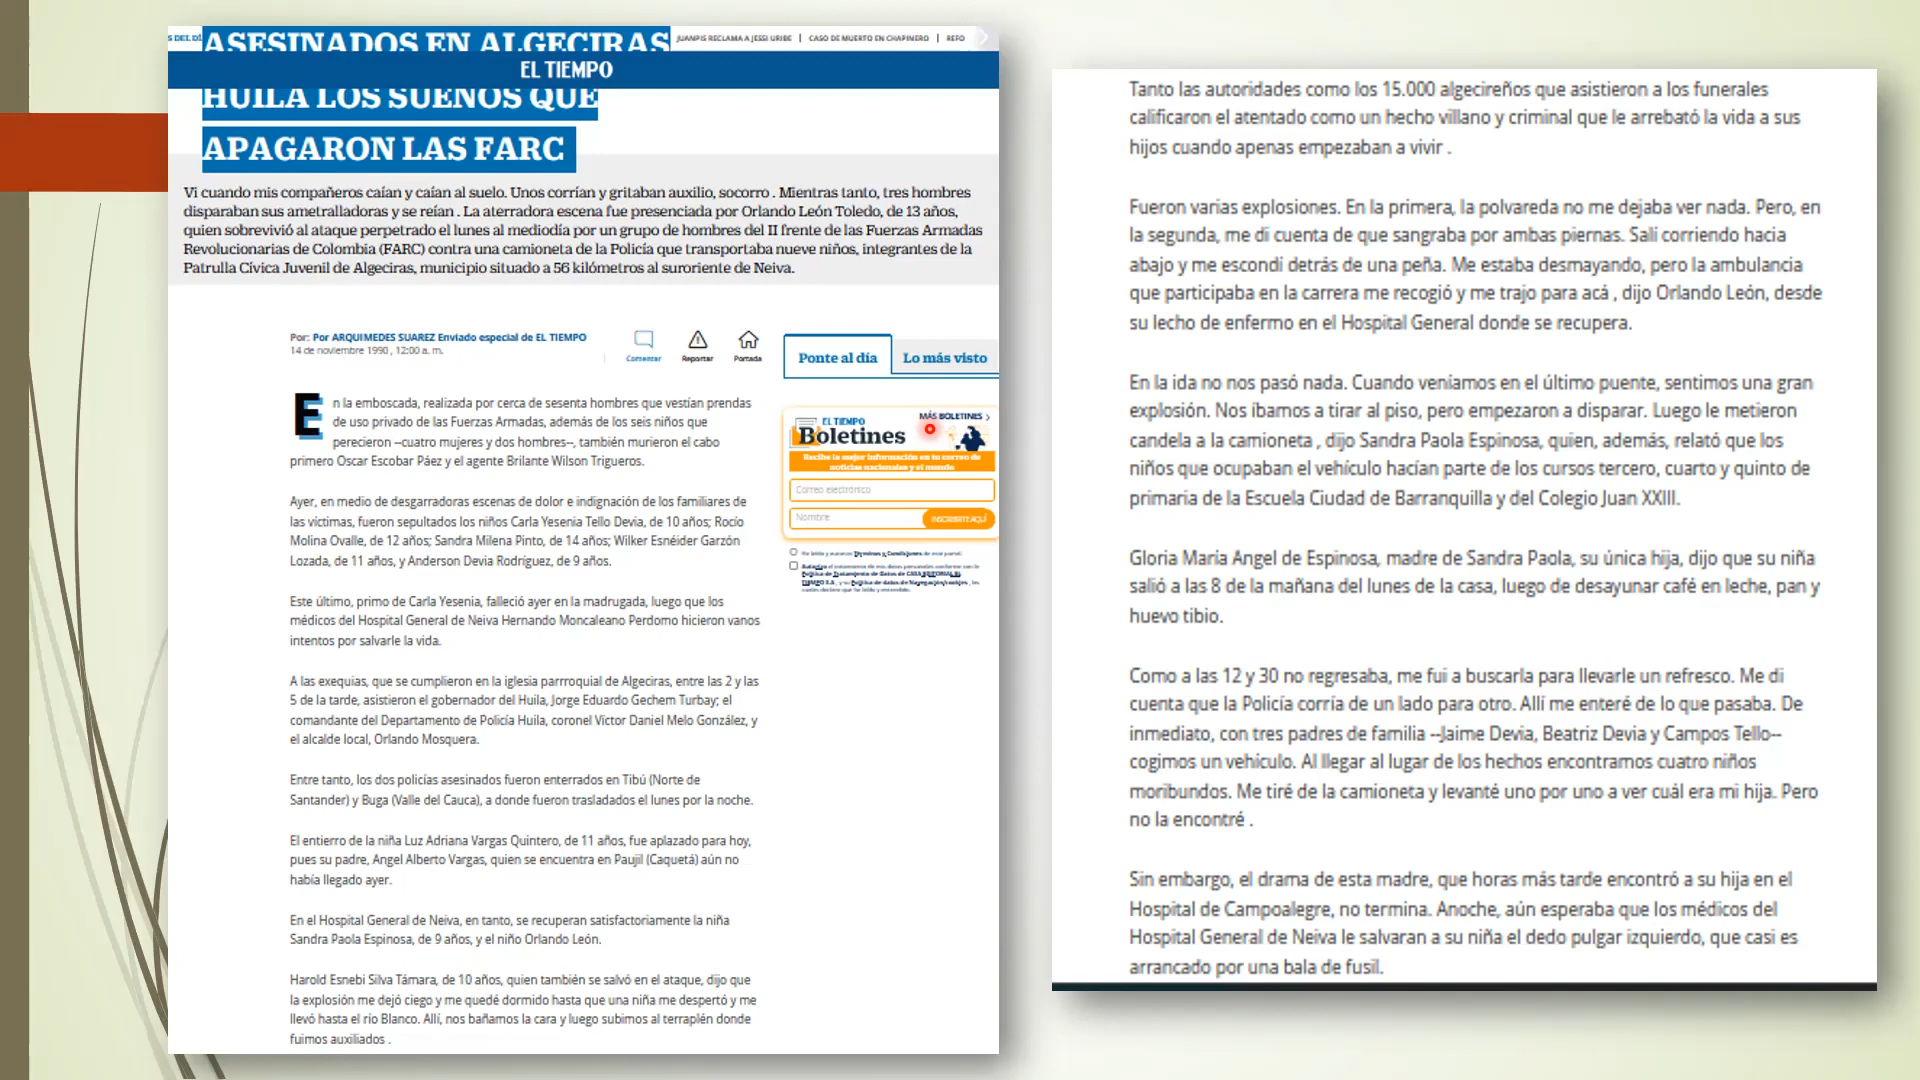 S DEL DÍ
ASESINADOS EN ALGECIRAS
JUANPIS RECLAMA A JESSI URIBE | CASO DE MUERTO EN CHAPINERO | REFO
EL TIEMPO
HUILA LOS SUENOS QUE
APAGARON LAS FARC
Vi cuando mis compañeros caían y caían al suelo. Unos corrían y gritaban auxilio, socorro . Mientras tanto, tres hombres
disparaban sus ametralladoras y se reían . La aterradora escena fue presenciada por Orlando León Toledo, de 13 años,
quien sobrevivió al ataque perpetrado el lunes al mediodía por un grupo de hombres del II frente de las Fuerzas Armadas
Revolucionarias de Colombia (FARC) contra una camioneta de la Policía que transportaba nueve niños, integrantes de la
Patrulla Cívica Juvenil de Algeciras, municipio situado a 56 kilómetros al suroriente de Neiva.
Por: Por ARQUIMEDES SUAREZ Enviado especial de EL TIEMPO
14 de noviembre 1990 , 12:00 a. m.
Comentar
Reportar
Portada
Ponte al día
Lo más visto
En la emboscada, realizada por cerca de sesenta hombres que vestían prendas
de uso privado de las Fuerzas Armadas, además de los seis niños que
perecieron --cuatro mujeres y dos hombres--, también murieron el cabo
primero Oscar Escobar Páez y el agente Brilante Wilson Trigueros.
Ayer, en medio de desgarradoras escenas de dolor e indignación de los familiares de
las víctimas, fueron sepultados los niños Carla Yesenia Tello Devia, de 10 años; Rocío
Molina Ovalle, de 12 años; Sandra Milena Pinto, de 14 años; Wilker Esnéider Garzón
Lozada, de 11 años, y Anderson Devia Rodríguez, de 9 años.
Este último, primo de Carla Yesenia, falleció ayer en la madrugada, luego que los
médicos del Hospital General de Neiva Hernando Moncaleano Perdomo hicieron vanos
intentos por salvarle la vida.
A las exequias, que se cumplieron en la iglesia parrroquial de Algeciras, entre las 2 y las
5 de la tarde, asistieron el gobernador del Huila, Jorge Eduardo Gechem Turbay; el
comandante del Departamento de Policía Huila, coronel Víctor Daniel Melo González, y
el alcalde local, Orlando Mosquera.
Entre tanto, los dos policías asesinados fueron enterrados en Tibú (Norte de
Santander) y Buga (Valle del Cauca), a donde fueron trasladados el lunes por la noche.
El entierro de la niña Luz Adriana Vargas Quintero, de 11 años, fue aplazado para hoy,
pues su padre, Angel Alberto Vargas, quien se encuentra en Paujil (Caquetá) aún no
había llegado ayer.
En el Hospital General de Neiva, en tanto, se recuperan satisfactoriamente la niña
Sandra Paola Espinosa, de 9 años, y el niño Orlando León.
Harold Esnebi Silva Támara, de 10 años, quien también se salvó en el ataque, dijo que
la explosión me dejó ciego y me quedé dormido hasta que una niña me despertó y me
llevó hasta el río Blanco. Allí, nos bañamos la cara y luego subimos al terraplén donde
fuimos auxiliados .
MÁS BOLETINES >
EL TIEMPO
Boletines
Reciba la mejor información en tu correo de
noticias nacionales y el mundo
Correo electrónico
Nombre
INSCRIBITE AQUÍ
He leído y acepto Términos y Condiciones de este portal.
Tanto las autoridades como los 15.000 algecireños que asistieron a los funerales
calificaron el atentado como un hecho villano y criminal que le arrebató la vida a sus
hijos cuando apenas empezaban a vivir .
Fueron varias explosiones. En la primera, la polvareda no me dejaba ver nada. Pero, en
la segunda, me di cuenta de que sangraba por ambas piernas. Salí corriendo hacia
abajo y me escondí detrás de una peña. Me estaba desmayando, pero la ambulancia
que participaba en la carrera me recogió y me trajo para acá , dijo Orlando León, desde
su lecho de enfermo en el Hospital General donde se recupera.
En la ida no nos pasó nada. Cuando veníamos en el último puente, sentimos una gran
explosión. Nos íbamos a tirar al piso, pero empezaron a disparar. Luego le metieron
candela a la camioneta , dijo Sandra Paola Espinosa, quien, además, relató que los
niños que ocupaban el vehículo hacían parte de los cursos tercero, cuarto y quinto de
primaria de la Escuela Ciudad de Barranquilla y del Colegio Juan XXIII.
Gloria María Angel de Espinosa, madre de Sandra Paola, su única hija, dijo que su niña
salió a las 8 de la mañana del lunes de la casa, luego de desayunar café en leche, pan y
huevo tibio.
Como a las 12 y 30 no regresaba, me fui a buscarla para llevarle un refresco. Me di
cuenta que la Policía corría de un lado para otro. Allí me enteré de lo que pasaba. De
inmediato, con tres padres de familia --Jaime Devia, Beatriz Devia y Campos Tello--
cogimos un vehículo. Al llegar al lugar de los hechos encontramos cuatro niños
moribundos. Me tiré de la camioneta y levanté uno por uno a ver cuál era mi hija. Pero
no la encontré .
Sin embargo, el drama de esta madre, que horas más tarde encontró a su hija en el
Hospital de Campoalegre, no termina. Anoche, aún esperaba que los médicos del
Hospital General de Neiva le salvaran a su niña el dedo pulgar izquierdo, que casi es
arrancado por una bala de fusil.